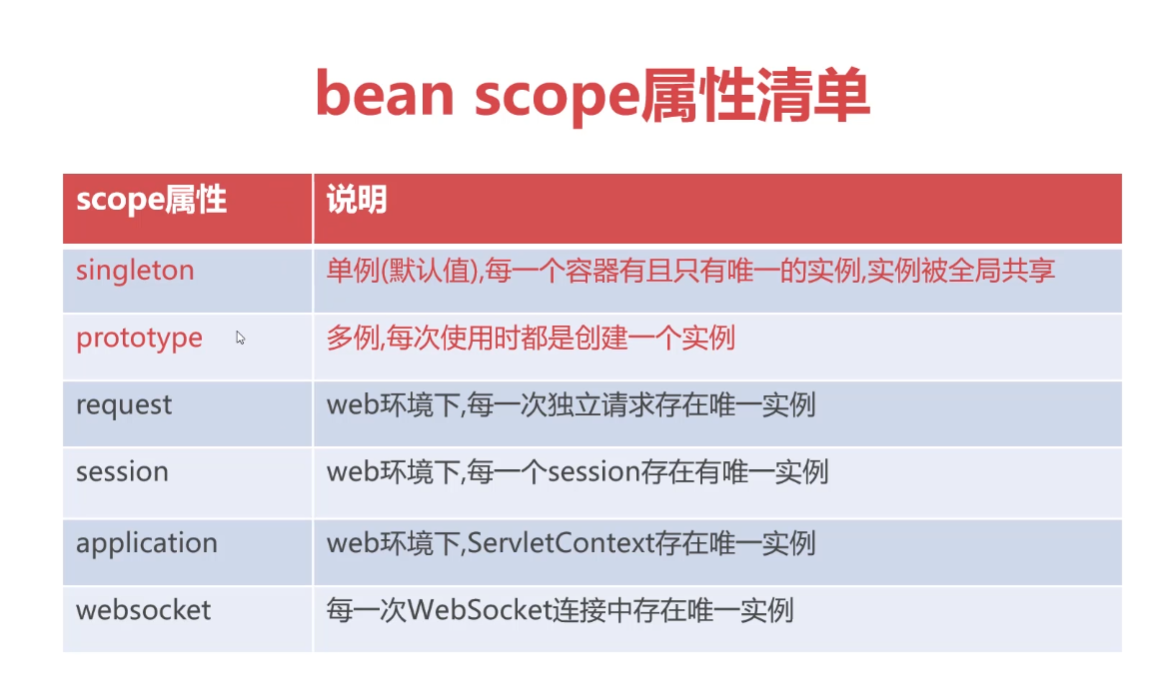 bean scope属性清单
scope属性 说明
singleton 单例(默认值),每一个容器有且只有唯一的实例,实例被全局共享
prototype 多例,每次使用时都是创建一个实例
request web环境下,每一次独立请求存在唯一实例
session web环境下,每一个session存在有唯一实例
application web环境下,ServletContext存在唯一实例
websocket 每一次WebSocket连接中存在唯一实例